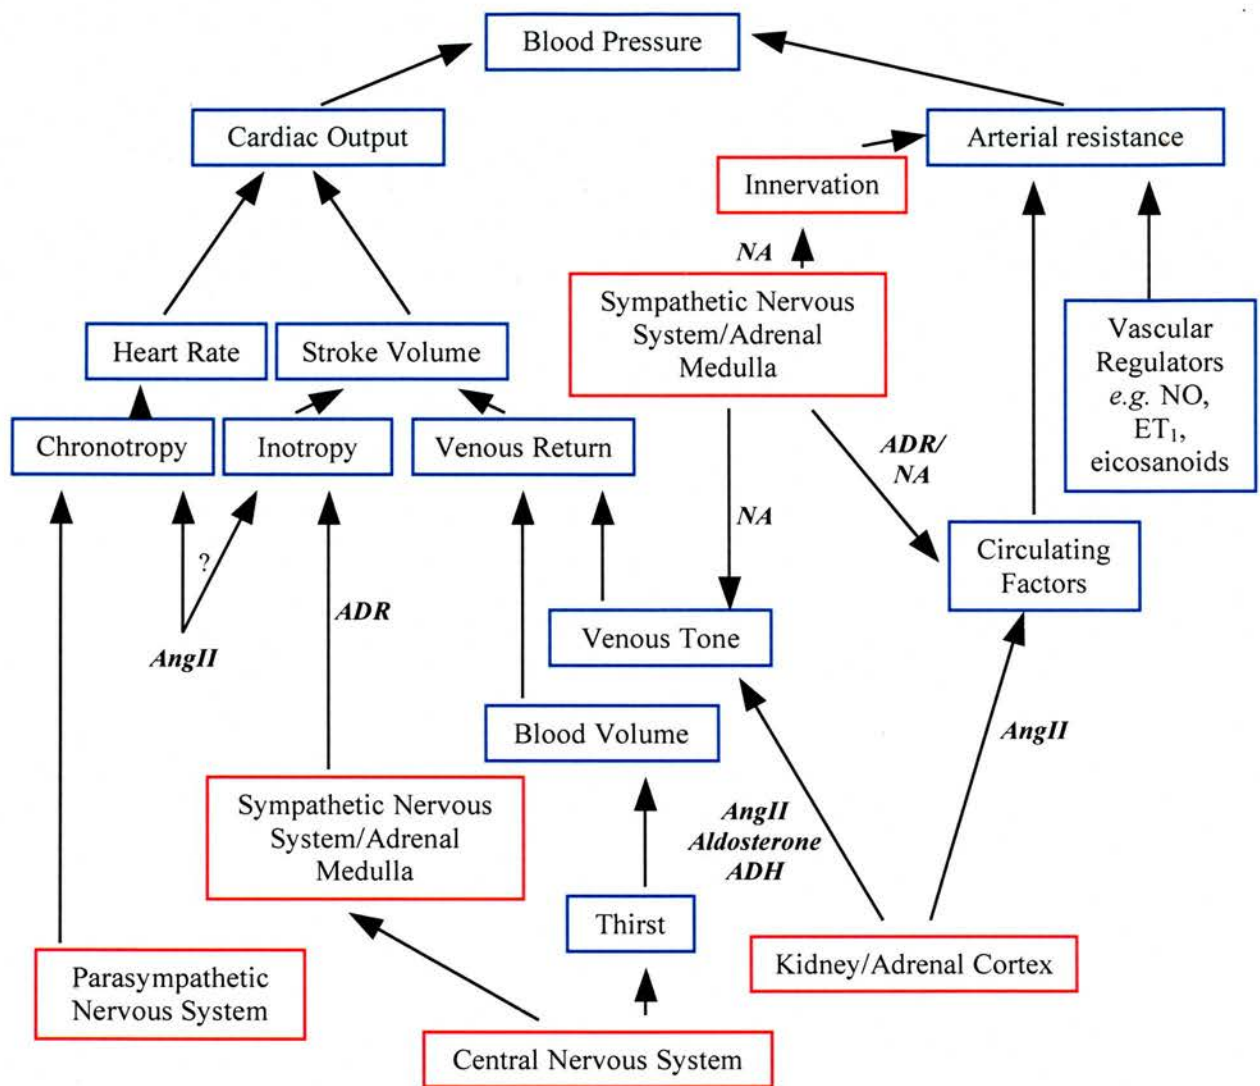 Blood Pressure
Cardiac Output
Arterial resistance
Innervation
NA
Sympathetic Nervous
System/Adrenal
Medulla
Vascular
Regulators
e.g. NO,
ET₁,
eicosanoids
Heart Rate
Stroke Volume
Chronotropy
Inotropy
Venous Return
ADR/
NA
NA
Circulating
Factors
?
ADR
AngII
Venous Tone
Blood Volume
AngII
Sympathetic Nervous
System/Adrenal
Medulla
AngII
Aldosterone
ADH
Thirst
Kidney/Adrenal Cortex
Parasympathetic
Nervous System
Central Nervous System